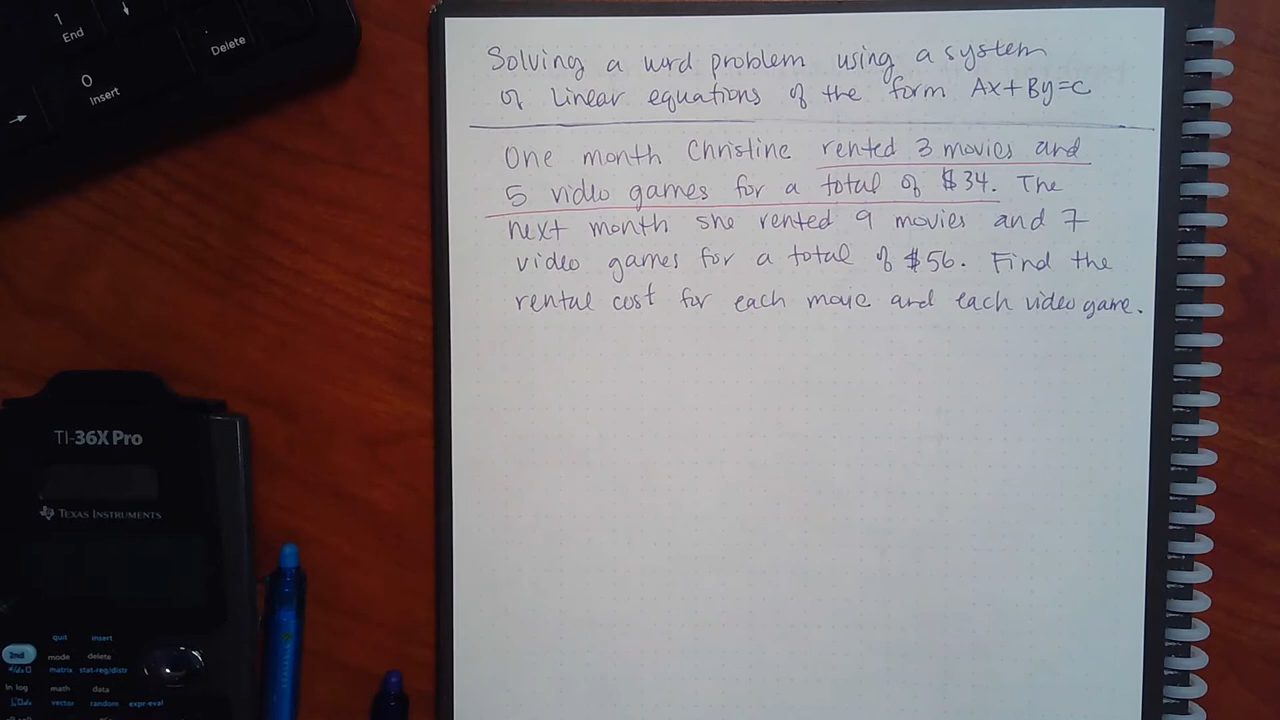 1
End
Delete
0
Insert
Solving a word problem using a system
of linear equations of the form Ax+By=C
One month Christine rented 3 movies and
5 video games for a total of $34. The
next month she rented 9 movies and 7
video games for a total of $56. Find the
rental cost for each movie and each video game.
TI-36X Pro
TEXAS INSTRUMENTS
quit insert
2nd mode delete
matrix stat-reg/distr
ln log math data
vector random expr-eval